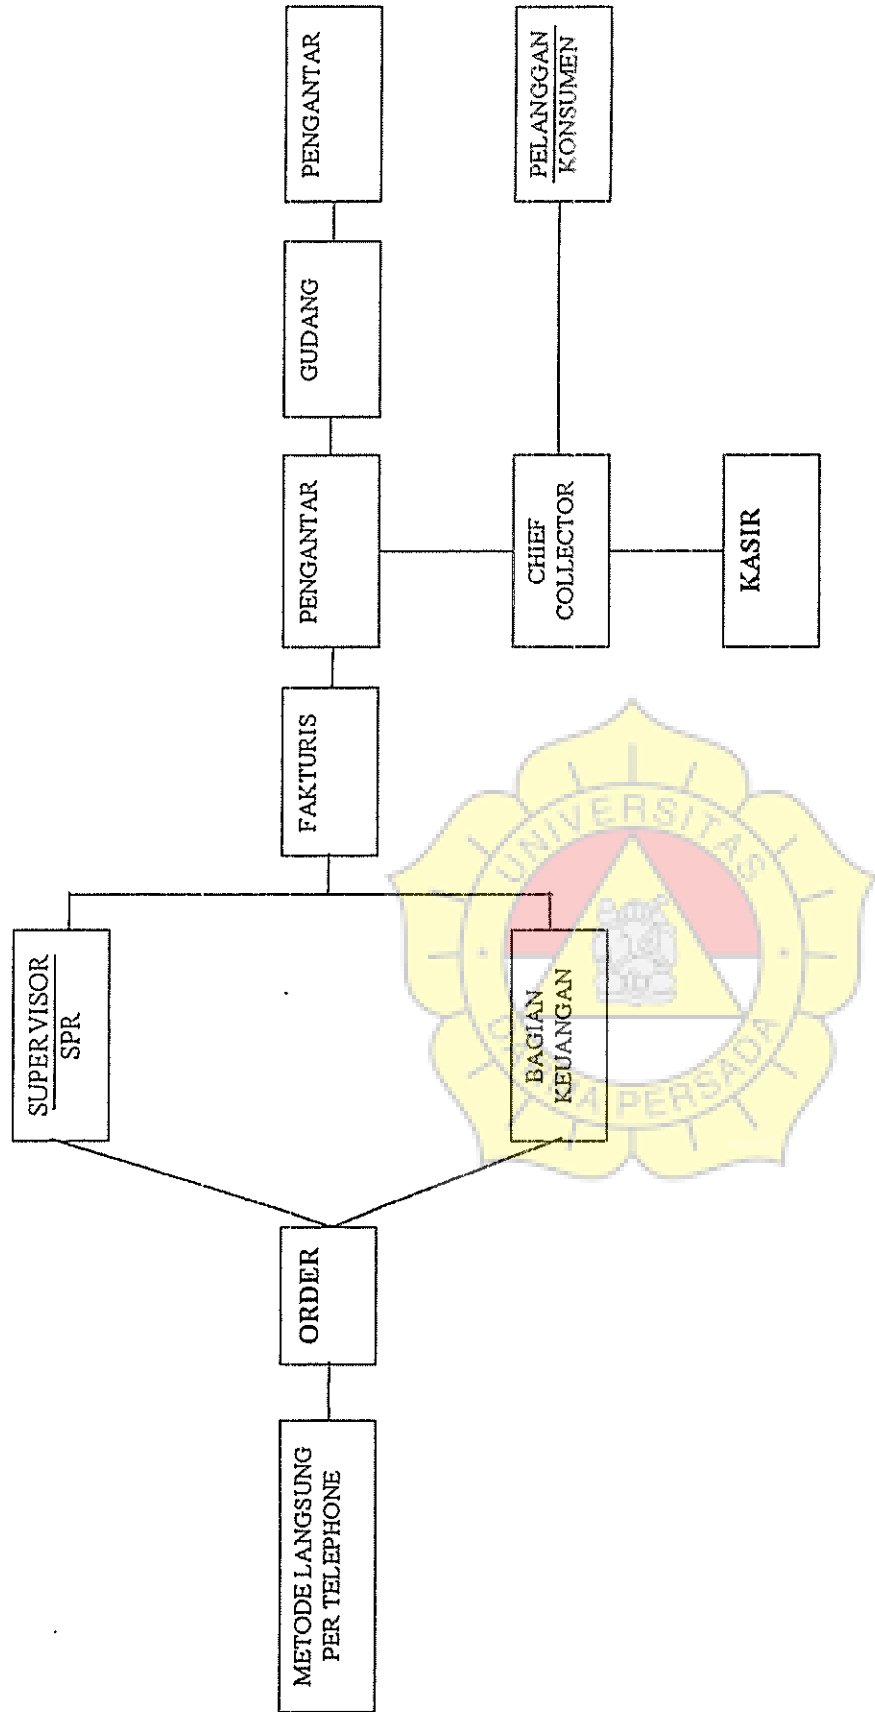 METODE LANGSUNG
PER TELEPHONE
ORDER
SUPERVISOR
SPR
BAGIAN
KEUANGAN
FAKTURIS
PENGANTAR
GUDANG
PENGANTAR
CHIEF
COLLECTOR
PELANGGAN
KONSUMEN
KASIR
UNIVERSITAS
DARMA PERSADA